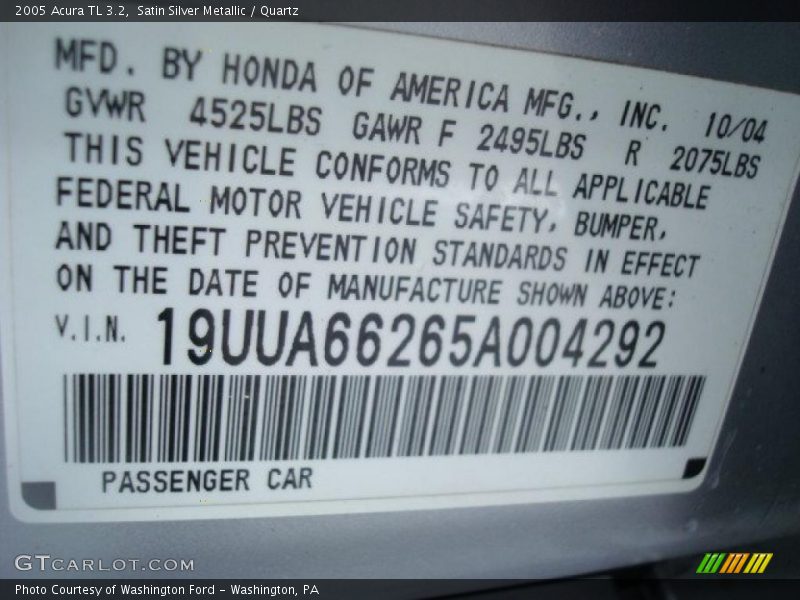 2005 Acura TL 3.2, Satin Silver Metallic / Quartz
MFD. BY HONDA OF AMERICA MFG., INC. 10/04
GVWR 4525LBS GAWR F 2495LBS R 2075LBS
THIS VEHICLE CONFORMS TO ALL APPLICABLE
FEDERAL MOTOR VEHICLE SAFETY, BUMPER,
AND THEFT PREVENTION STANDARDS IN EFFECT
ON THE DATE OF MANUFACTURE SHOWN ABOVE:
V.I.N. 19UUA66265A004292
PASSENGER CAR
GTCARLOT.COM
Photo Courtesy of Washington Ford - Washington, PA